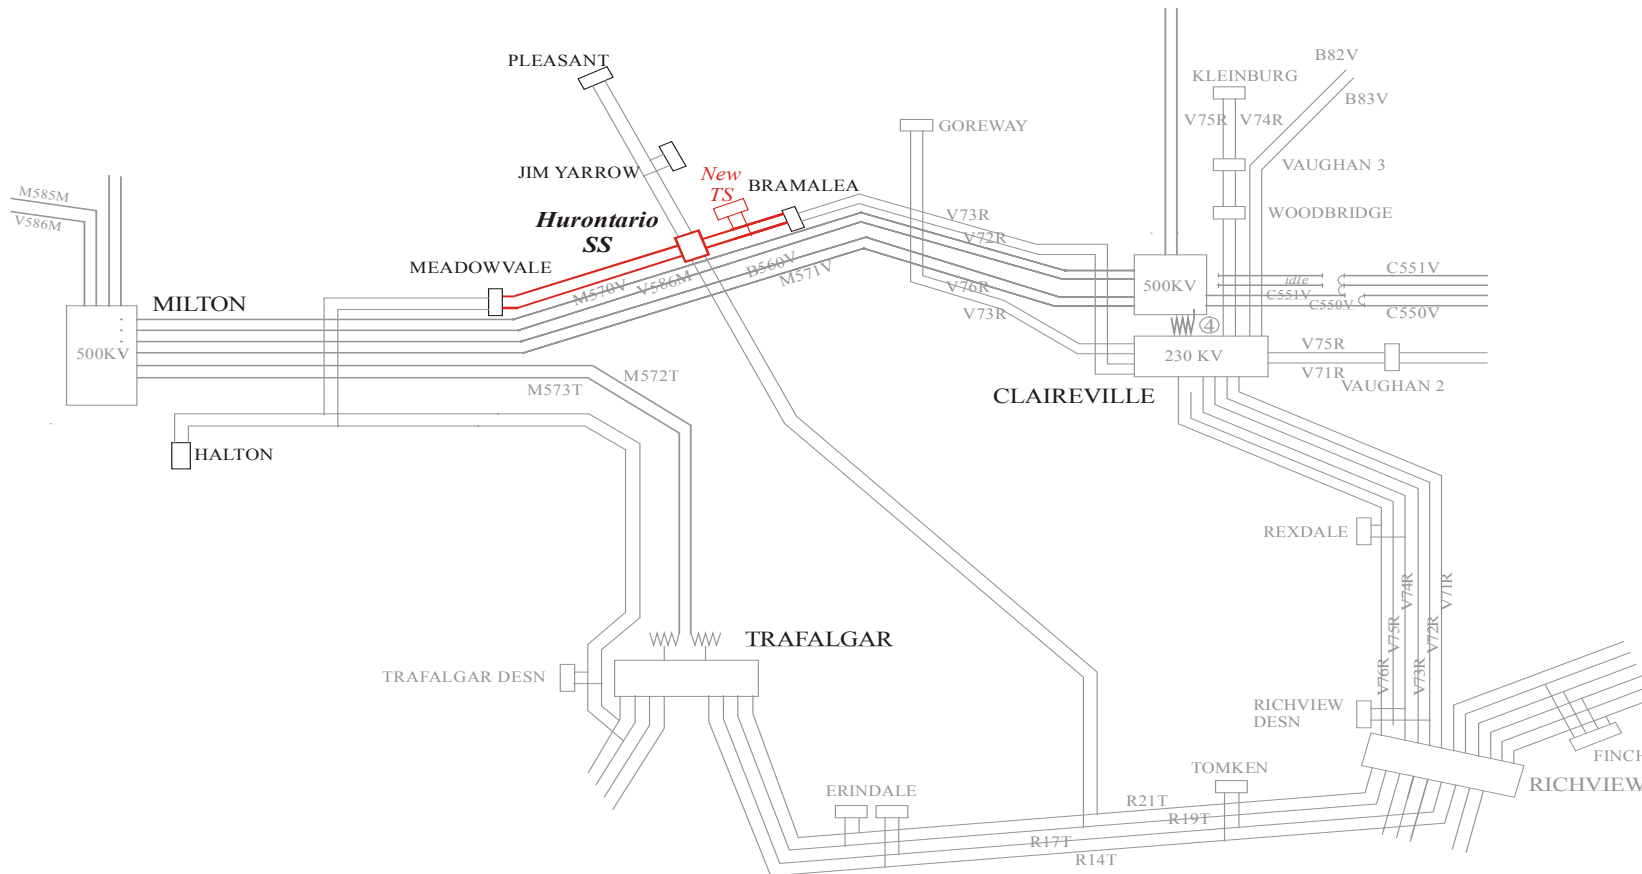 PLEASANT
B82V
KLEINBURG
B83V
V75R
V74R
GOREWAY
JIM YARROW
New
TS
BRAMALEA
VAUGHAN 3
M585M
V586M
Hurontario
SS
WOODBRIDGE
V73R
V72R
MEADOWVALE
B560V
M571V
V586M
M570V
500KV
idle
C551V
C551V
C550V
C550V
V76R
V73R
MILTON
4
500KV
230 KV
V75R
V71R
VAUGHAN 2
M572T
M573T
CLAIREVILLE
HALTON
REXDALE
V74R
V71R
V75R
V72R
V76R
V73R
TRAFALGAR
TRAFALGAR DESN
RICHVIEW
DESN
FINCH
TOMKEN
RICHVIEW
ERINDALE
R21T
R19T
R17T
R14T